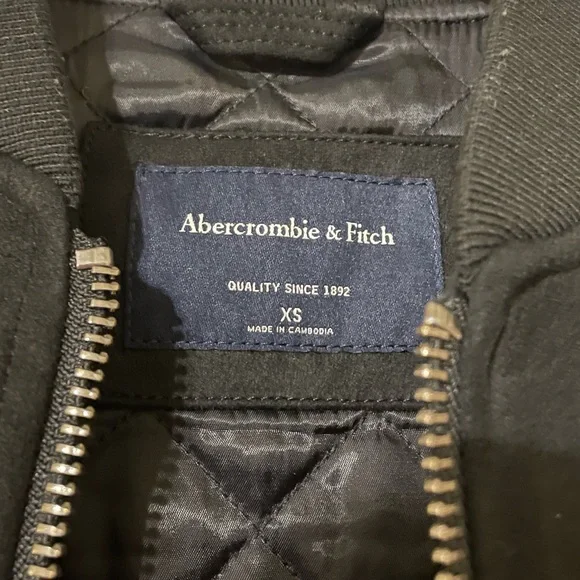 Abercrombie & Fitch
QUALITY SINCE 1892
XS
MADE IN CAMBODIA